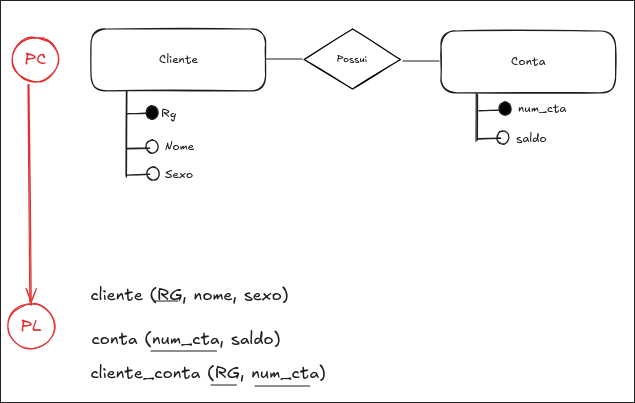 PC
Cliente
Possui
Conta
Rg
Nome
Sexo
num_cta
saldo
PL
cliente (RG, nome, sexo)
conta (num_cta, saldo)
cliente_conta (RG, num_cta)